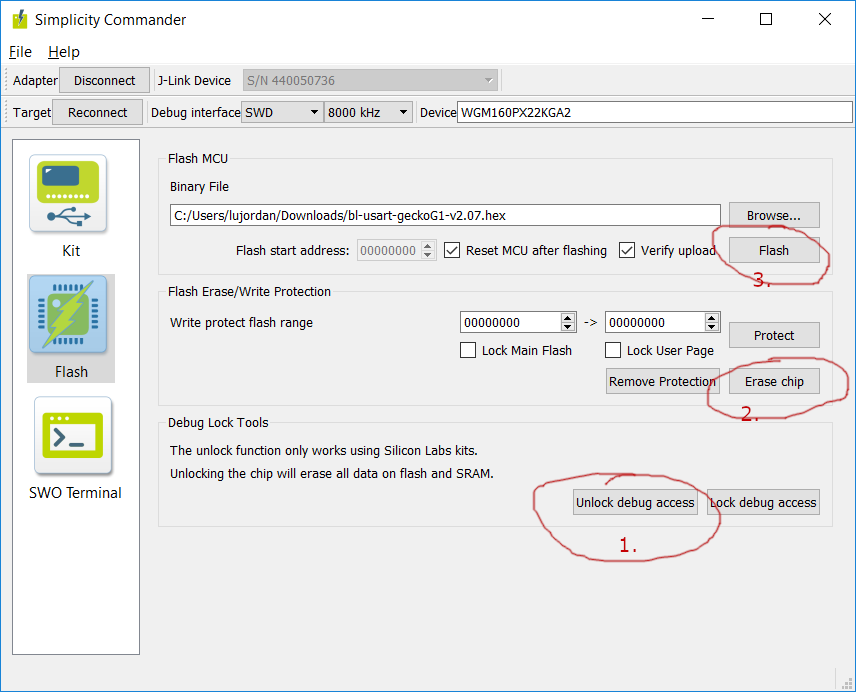 Simplicity Commander
File Help
Adapter Disconnect J-Link Device S/N 440050736
Target Reconnect Debug interface SWD 8000 kHz Device WGM160PX22KGA2
Kit
Flash
SWO Terminal
Flash MCU
Binary File
C:/Users/lujordan/Downloads/bl-usart-geckoG1-v2.07.hex Browse...
Flash start address: 00000000 Reset MCU after flashing Verify upload Flash
3.
Flash Erase/Write Protection
Write protect flash range 00000000 -> 00000000 Protect
Lock Main Flash Lock User Page
Remove Protection Erase chip
2.
Debug Lock Tools
The unlock function only works using Silicon Labs kits.
Unlocking the chip will erase all data on flash and SRAM.
Unlock debug access Lock debug access
1.